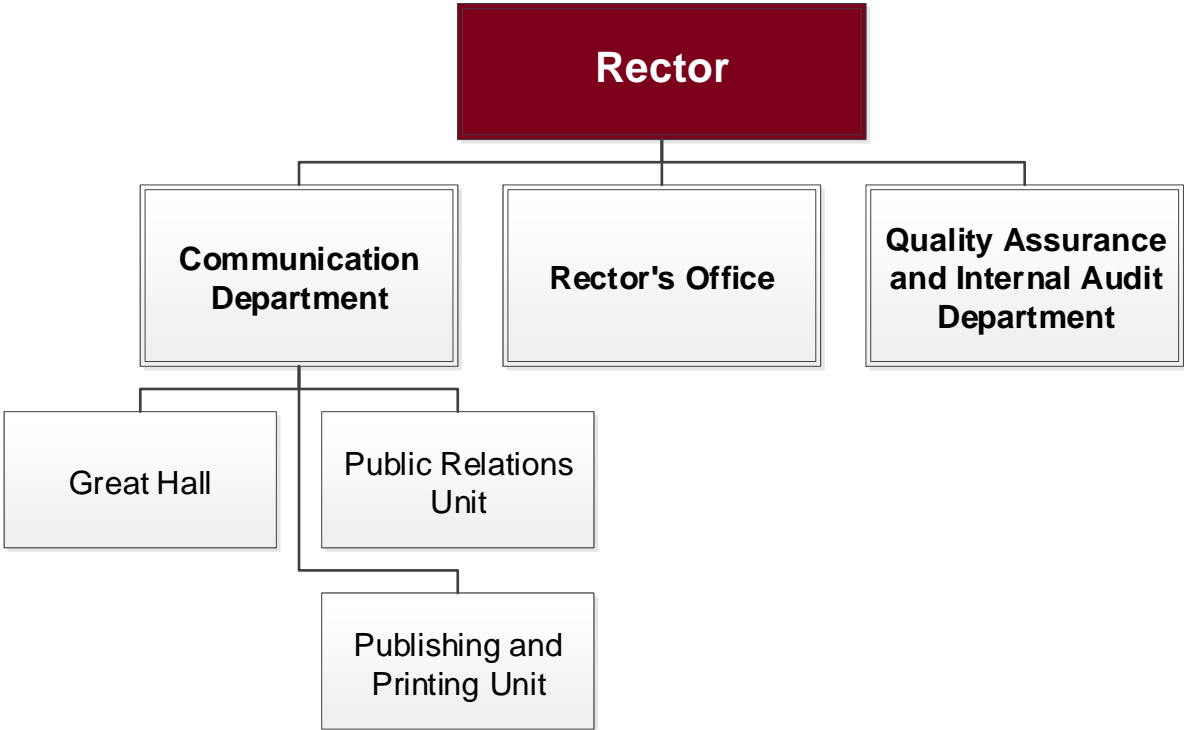 Rector
Communication
Department
Rector's Office
Quality Assurance
and Internal Audit
Department
Great Hall
Public Relations
Unit
Publishing and
Printing Unit